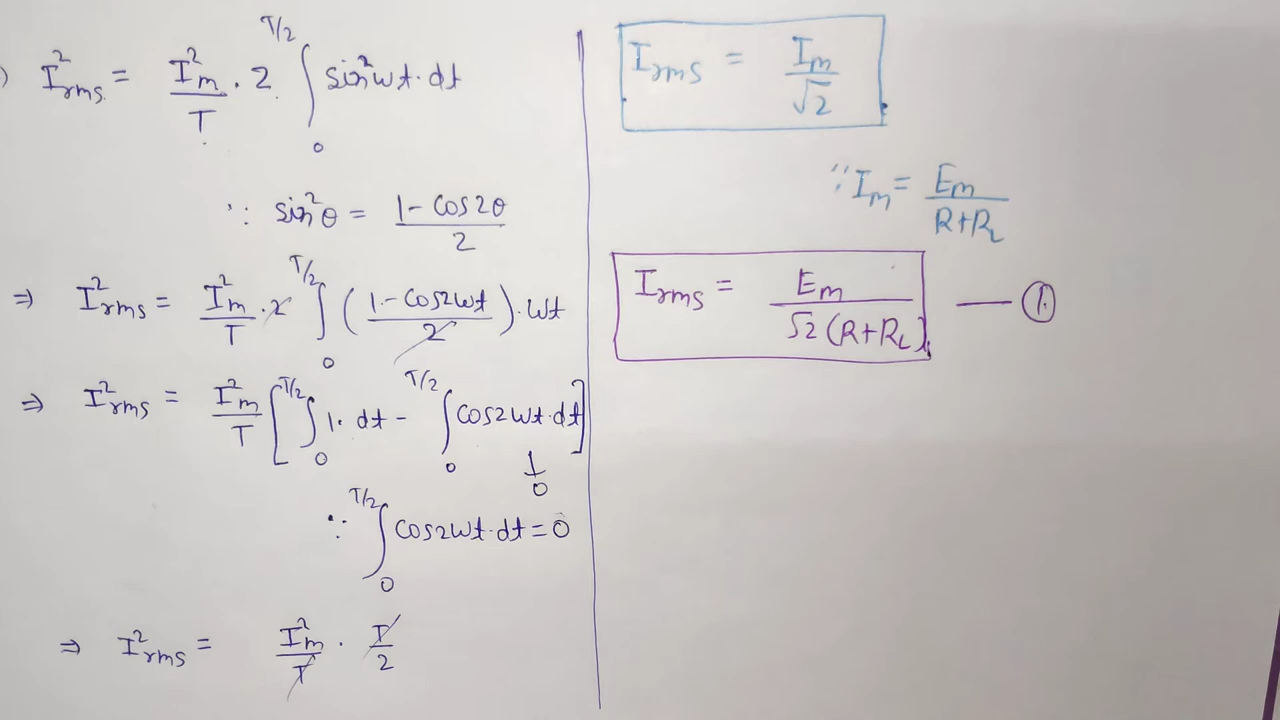 ) I²rms = I²m/T · 2 ∫₀^(T/2) sin²ωt · dt
∵ sin²θ = (1 - cos2θ)/2
⇒ I²rms = I²m/T · 2 ∫₀^(T/2) ((1 - cos2ωt)/2) · ωt
⇒ I²rms = I²m/T [∫₀^(T/2) 1· dt - ∫₀^(T/2) cos2ωt·dt]
↓
0
∵ ∫₀^(T/2) cos2ωt·dt = 0
⇒ I²rms = I²m/T · T/2
Irms = Im/√2
∵ Im = Em/(R+RL)
Irms = Em/(√2(R+RL)) — ①